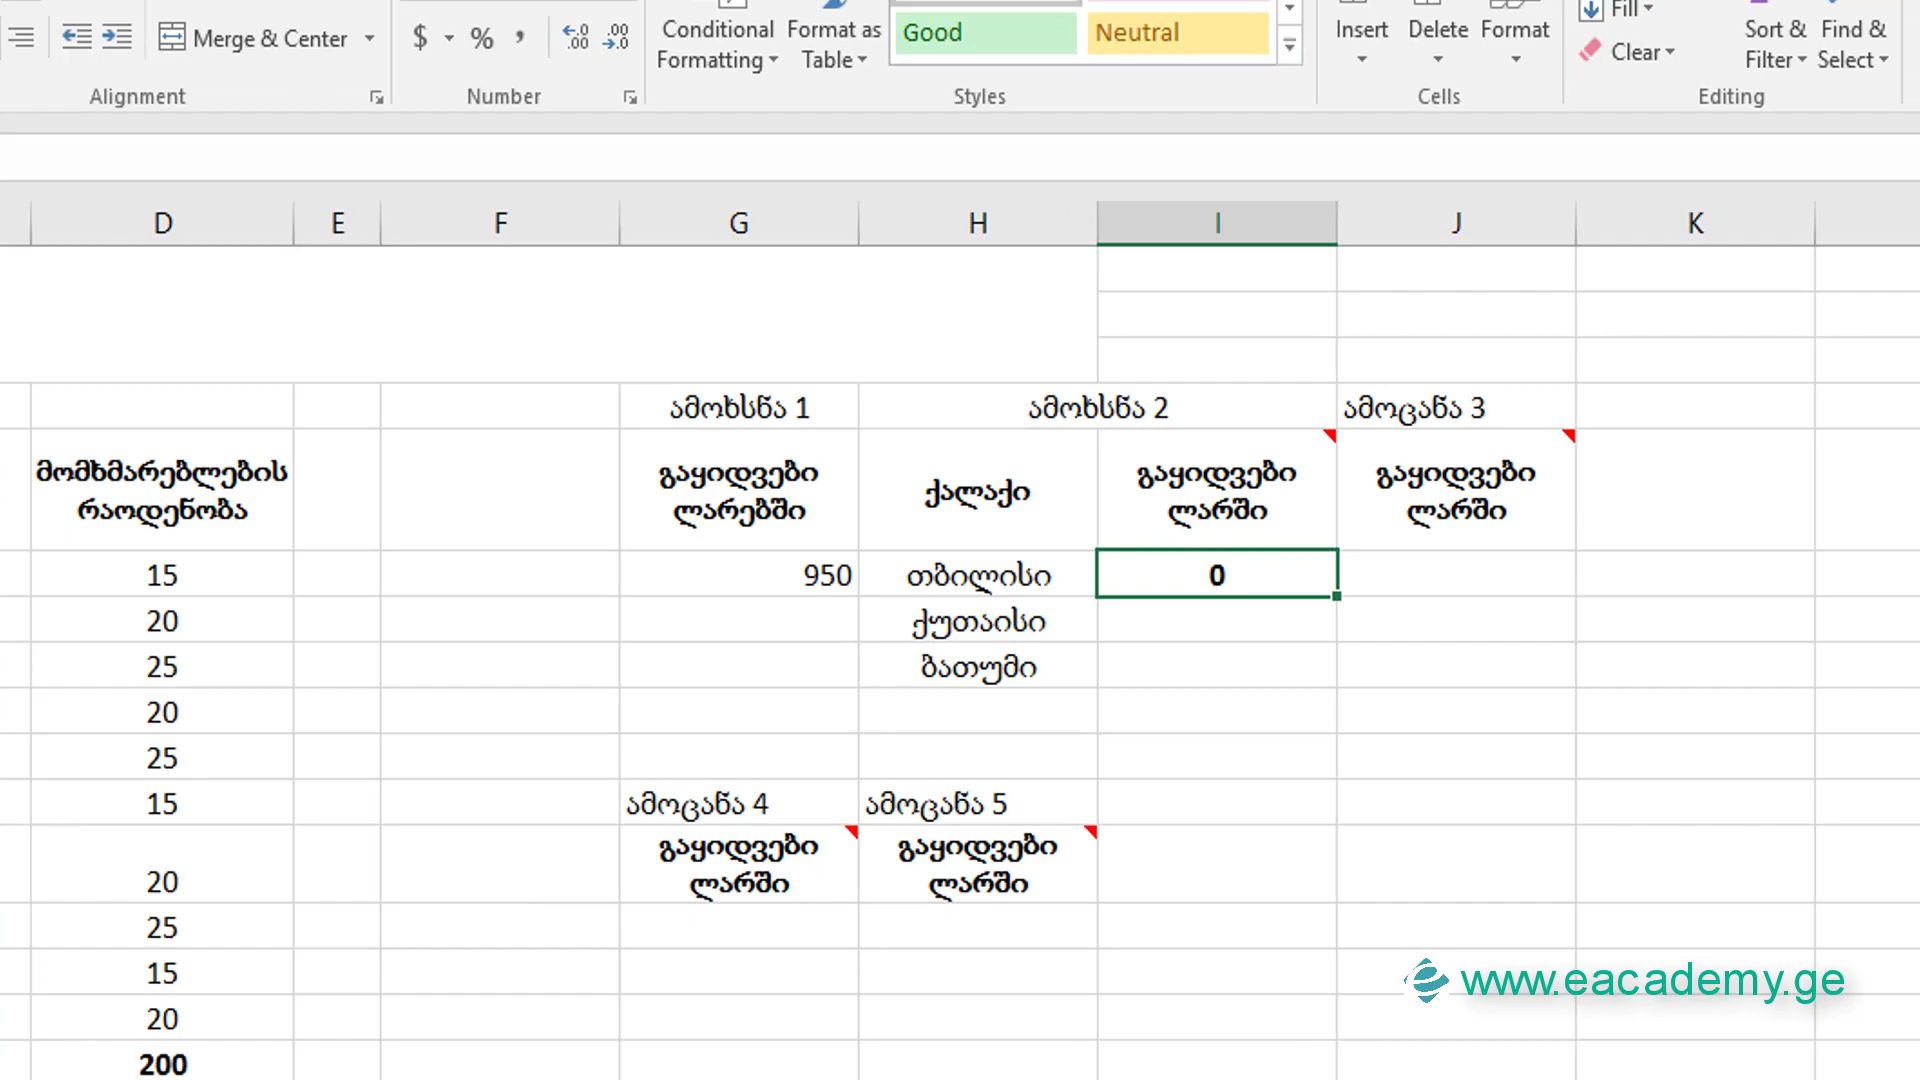 Merge & Center
$ % ,
.00 .00
Conditional Formatting
Format as Table
Good
Neutral
Insert
Delete
Format
Fill
Clear
Sort & Filter
Find & Select
Alignment
Number
Styles
Cells
Editing
D E F G H I J K
ამოხსნა 1 ამოხსნა 2 ამოცანა 3
მომხმარებლების რაოდენობა
გაყიდვები ლარებში
ქალაქი
გაყიდვები ლარში
გაყიდვები ლარში
15 950 თბილისი 0
20 ქუთაისი
25 ბათუმი
20
25
15 ამოცანა 4 ამოცანა 5
20 გაყიდვები ლარში გაყიდვები ლარში
25
15
20
200
www.eacademy.ge